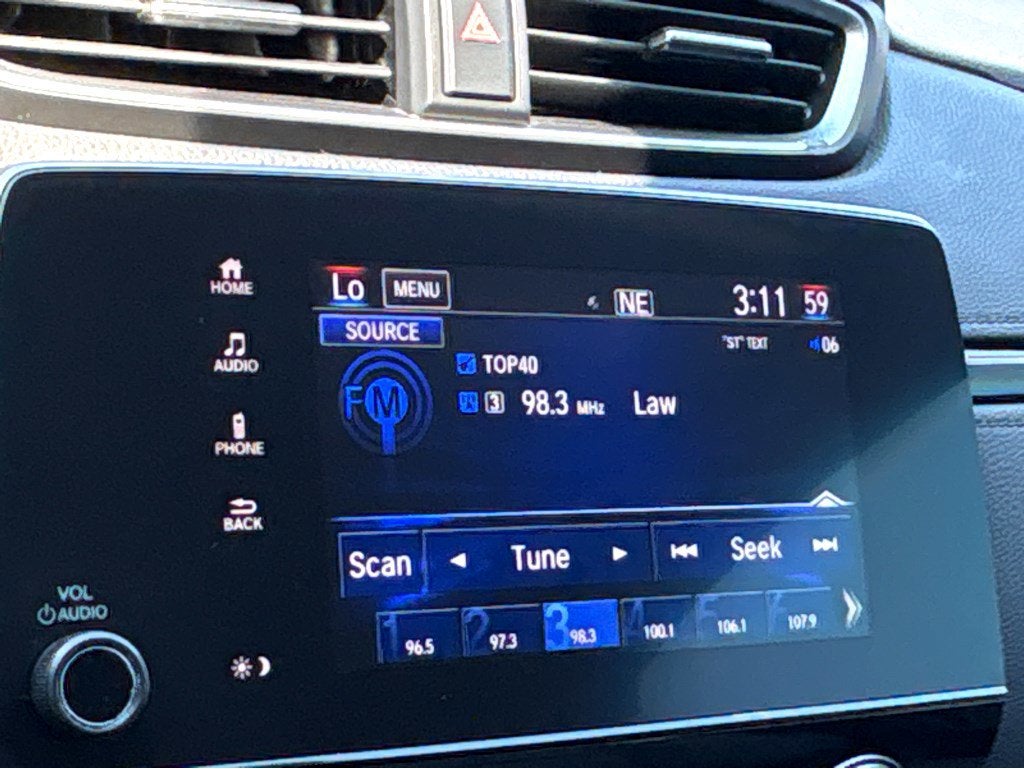 HOME
AUDIO
PHONE
BACK
VOL
AUDIO
Lo MENU NE 3:11 59
SOURCE "ST" TEXT 06
FM TOP40
3 98.3 MHz Law
Scan Tune Seek
1 96.5 2 97.3 3 98.3 4 100.1 5 106.1 6 107.9